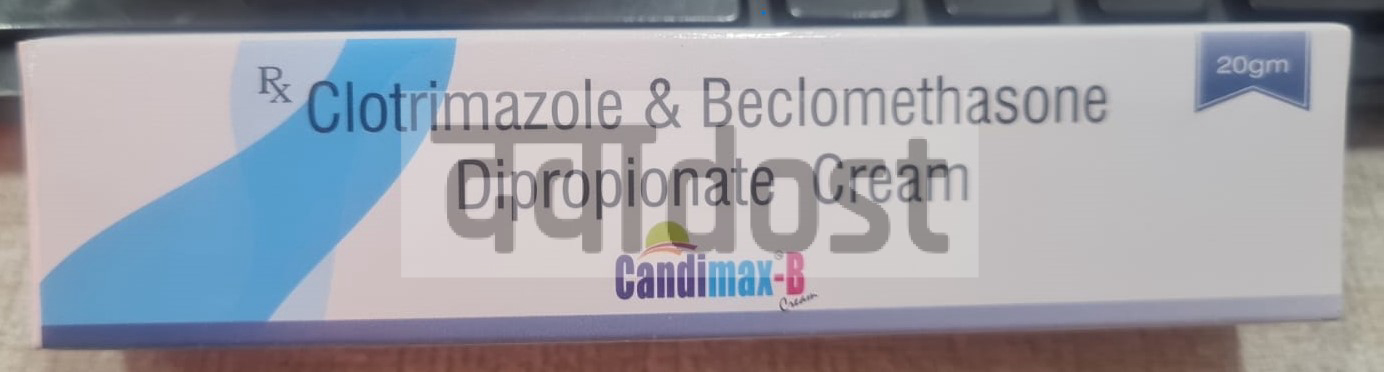 Rx Clotrimazole & Beclomethasone
Dipropionate Cream
20gm
दवाdost
Candimax-B®
Cream